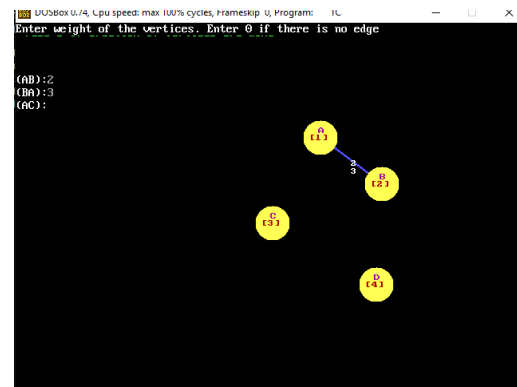 DOSBox 0.74, Cpu speed: max 100% cycles, Frameskip 0, Program: TC
Enter weight of the vertices. Enter 0 if there is no edge
(AB):2
(BA):3
(AC):
A
[1]
2
3
B
[2]
C
[3]
D
[4]